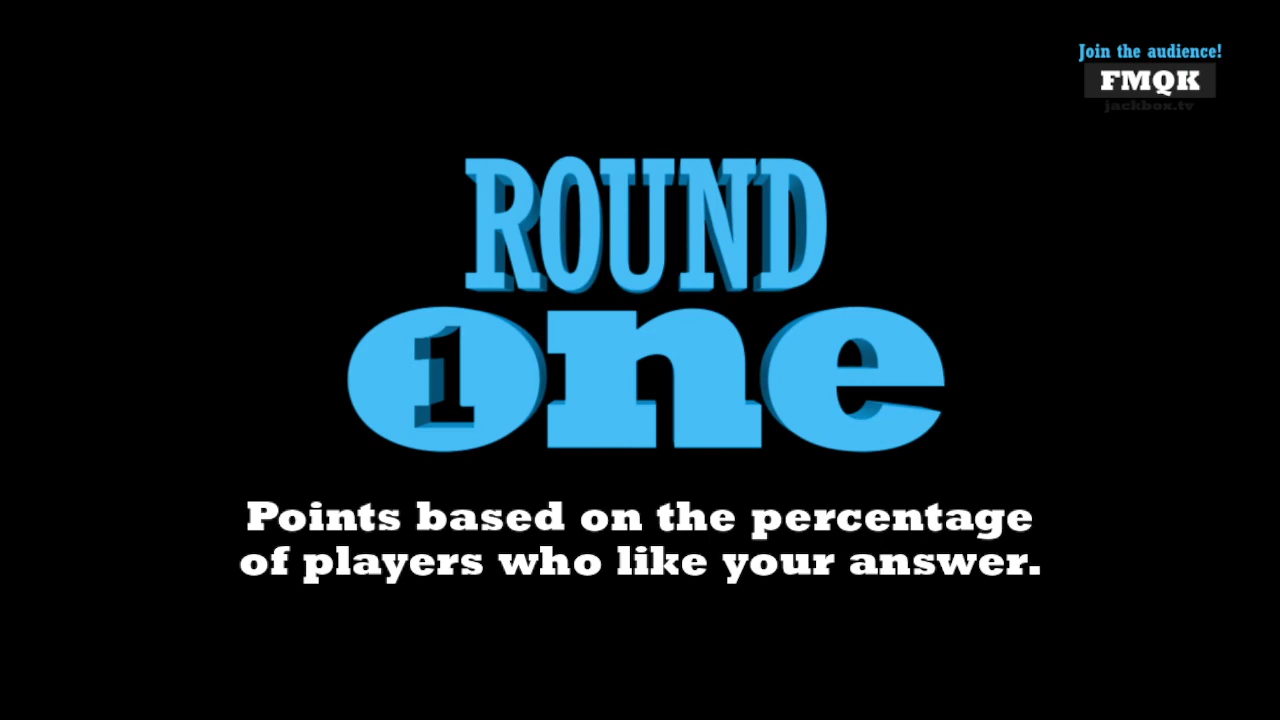 Join the audience!
FMQK
jackbox.tv
ROUND
One
1
Points based on the percentage
of players who like your answer.